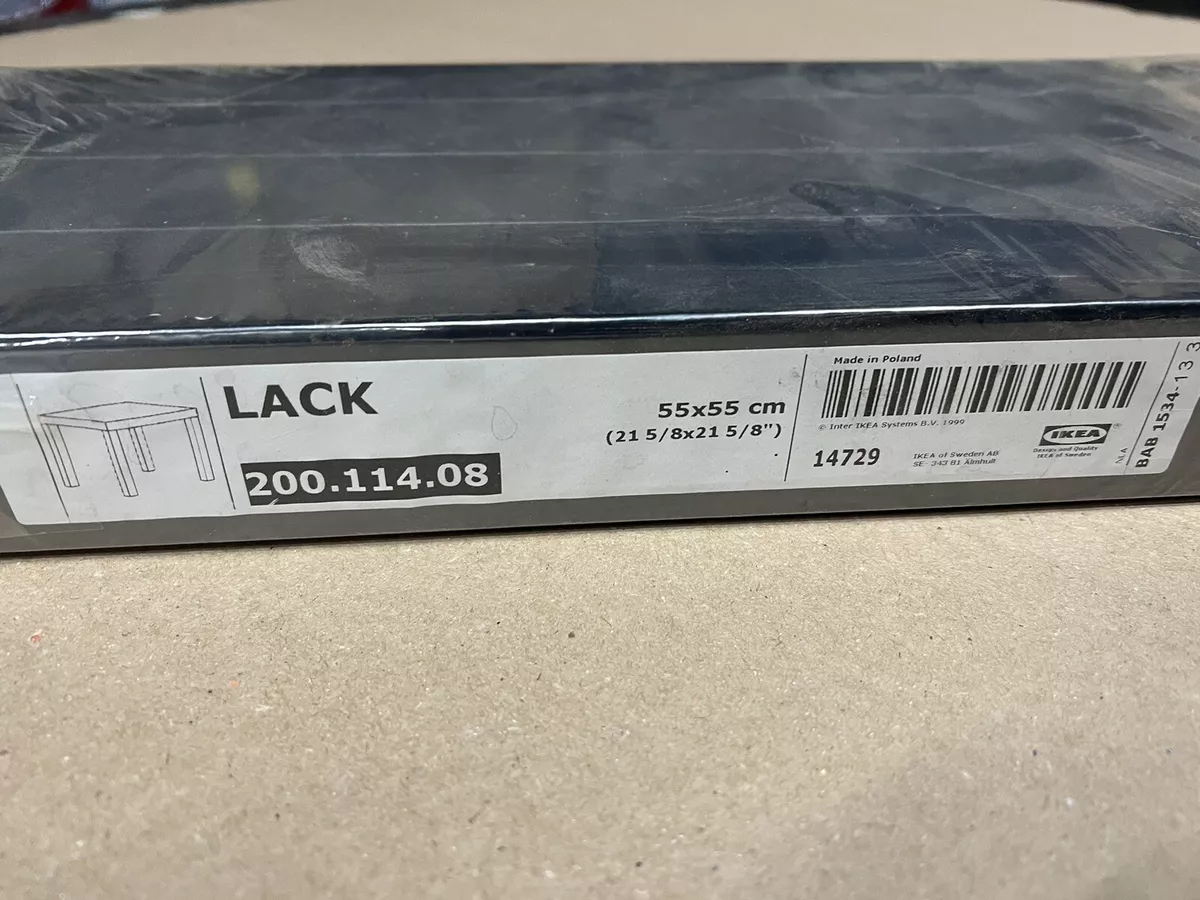 LACK
200.114.08
55x55 cm
(21 5/8x21 5/8")
Made in Poland
© Inter IKEA Systems B.V. 1999
14729
IKEA of Sweden AB
SE- 343 81 Älmhult
IKEA®
Design and Quality
IKEA of Sweden
BAB 1534-13 3